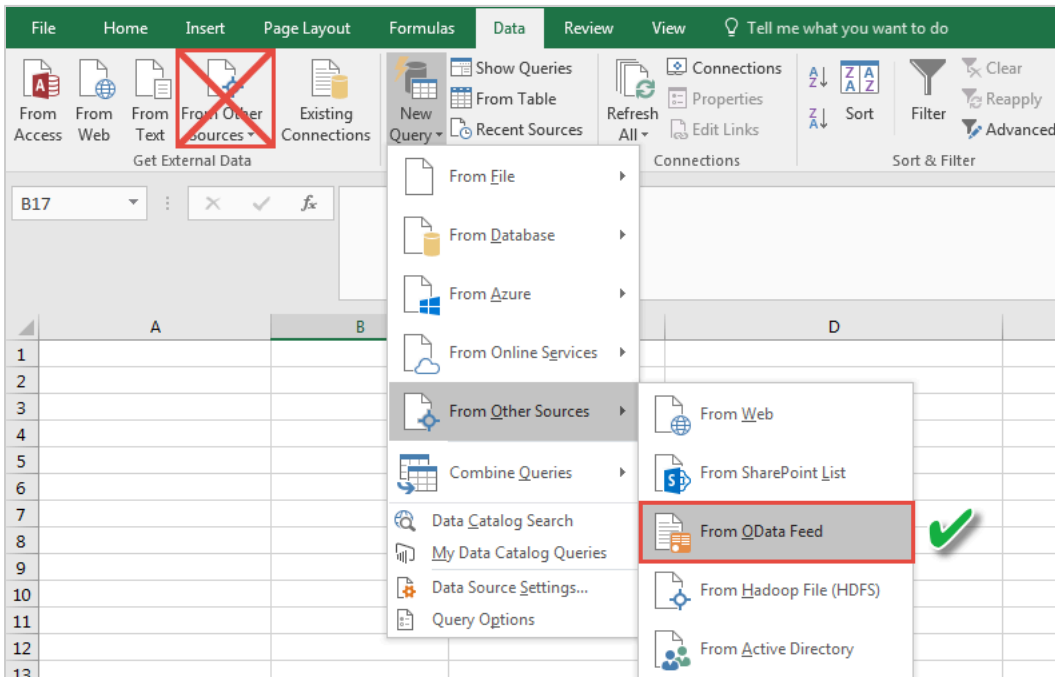 File Home Insert Page Layout Formulas Data Review View Tell me what you want to do
From Access
From Web
From Text
From Other Sources
Existing Connections
Get External Data
New Query
Show Queries
From Table
Recent Sources
Refresh All
Connections
Properties
Edit Links
Connections
Sort
Filter
Clear
Reapply
Advanced
Sort & Filter
B17
fx
A B D
1
2
3
4
5
6
7
8
9
10
11
12
13
From File
From Database
From Azure
From Online Services
From Other Sources
Combine Queries
Data Catalog Search
My Data Catalog Queries
Data Source Settings...
Query Options
From Web
From SharePoint List
From OData Feed
From Hadoop File (HDFS)
From Active Directory